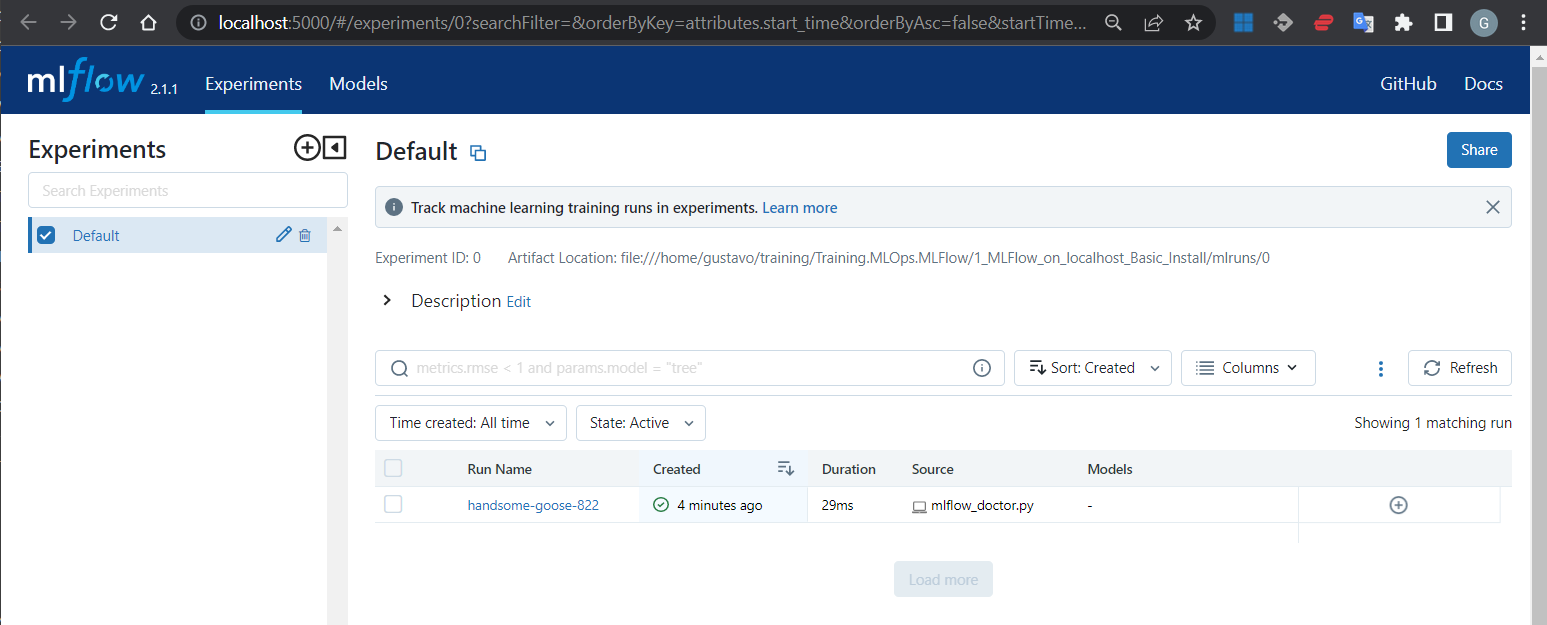 localhost:5000/#/experiments/0?searchFilter=&orderByKey=attributes.start_time&orderByAsc=false&startTime...
G
mlflow 2.1.1 Experiments Models GitHub Docs
Experiments
Default
Share
Search Experiments
Track machine learning training runs in experiments. Learn more
Default
Experiment ID: 0 Artifact Location: file:///home/gustavo/training/Training.MLOps.MLFlow/1_MLFlow_on_localhost_Basic_Install/mlruns/0
Description Edit
metrics.rmse < 1 and params.model = "tree" Sort: Created Columns Refresh
Time created: All time State: Active Showing 1 matching run
Run Name Created Duration Source Models
handsome-goose-822 4 minutes ago 29ms mlflow_doctor.py -
Load more